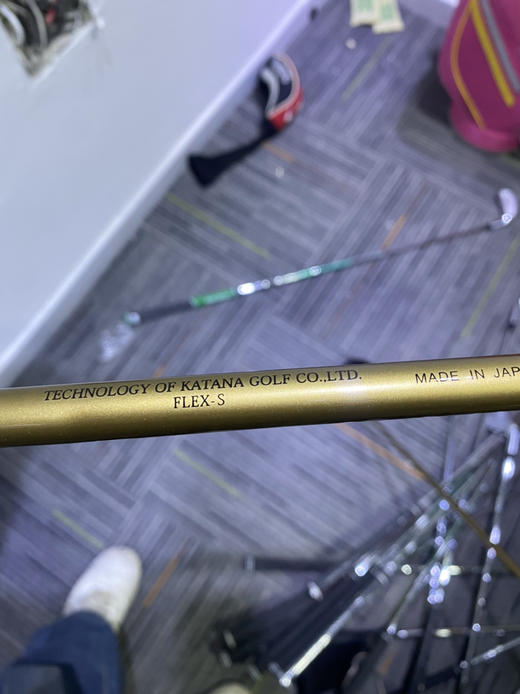 TECHNOLOGY OF KATANA GOLF CO.,LTD.
FLEX-S
MADE IN JAP